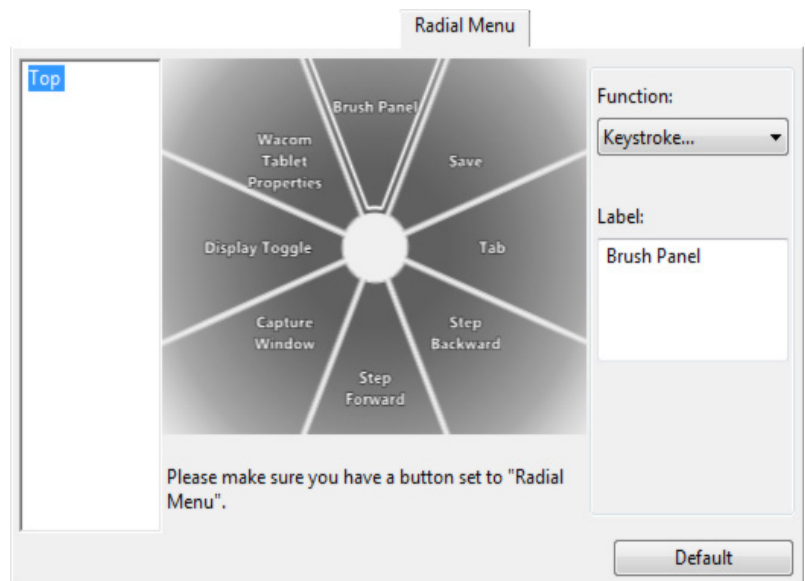 Radial Menu
Top
Brush Panel
Wacom
Tablet
Properties
Save
Display Toggle
Tab
Capture
Window
Step
Backward
Step
Forward
Please make sure you have a button set to "Radial
Menu".
Function:
Keystroke...
Label:
Brush Panel
Default